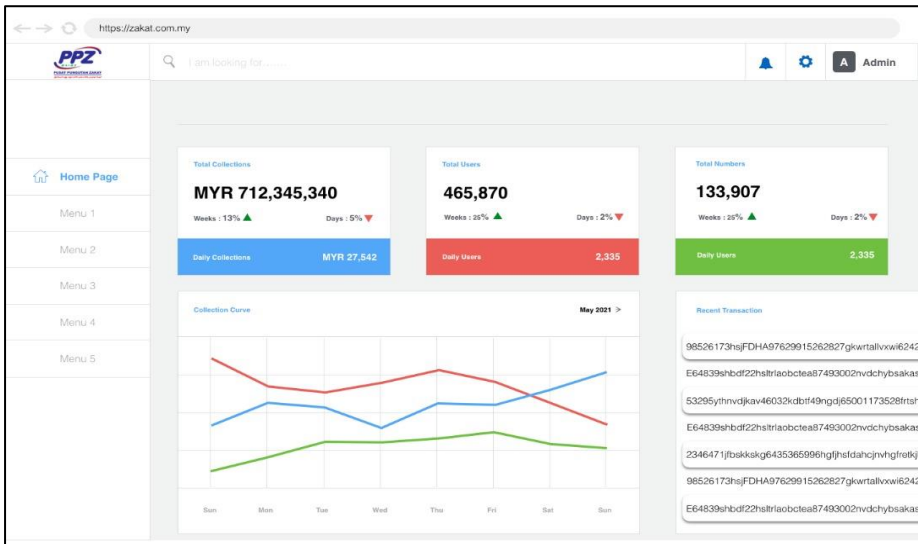 https://zakat.com.my
PPZ
PUSAT PUNGUTAN ZAKAT
I am looking for........
A Admin
Home Page
Menu 1
Menu 2
Menu 3
Menu 4
Menu 5
Total Collections
MYR 712,345,340
Weeks : 13% Days : 5%
Daily Collections MYR 27,542
Total Users
465,870
Weeks : 25% Days : 2%
Daily Users 2,335
Total Numbers
133,907
Weeks : 25% Days : 2%
Daily Users 2,335
Collection Curve May 2021 >
Sun Mon Tue Wed Thu Fri Sat Sun
Recent Transaction
98526173hsjFDHA97629915262827gkwrtallvxwi6242
E64839shbdf22hsltrlaobctea87493002nvdchybsakas
53295ythnvdjkav46032kdbtf49ngdj65001173528frtsh
E64839shbdf22hsltrlaobctea87493002nvdchybsakas
2346471jfbskkskg6435365996hgfjhsfdahcjnvhgfretkj
98526173hsjFDHA97629915262827gkwrtallvxwi6242
E64839shbdf22hsltrlaobctea87493002nvdchybsakas